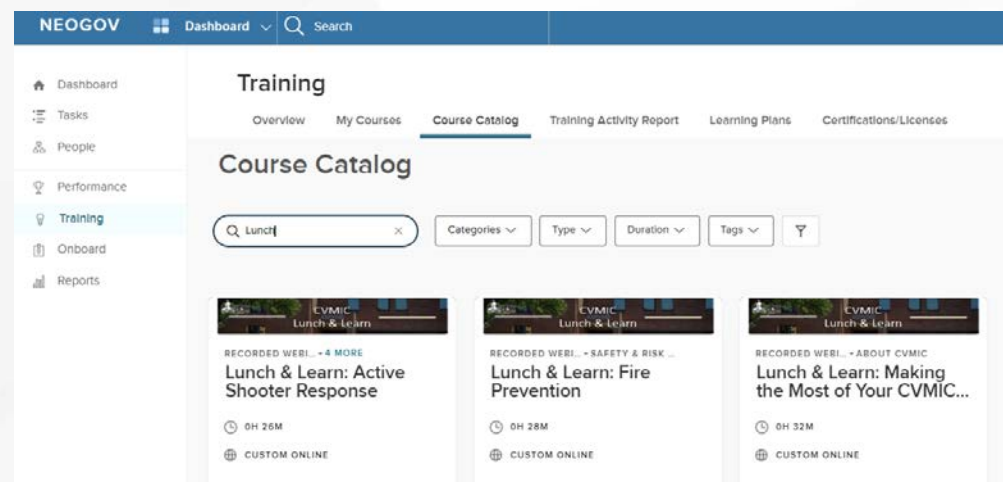 NEOGOV Dashboard Search
Dashboard
Tasks
People
Performance
Training
Onboard
Reports
Training
Overview My Courses Course Catalog Training Activity Report Learning Plans Certifications/Licenses
Course Catalog
Lunch Categories Type Duration Tags
CVMIC
Lunch & Learn
RECORDED WEBI... • 4 MORE
Lunch & Learn: Active
Shooter Response
0H 26M
CUSTOM ONLINE
CVMIC
Lunch & Learn
RECORDED WEBI... • SAFETY & RISK ...
Lunch & Learn: Fire
Prevention
0H 28M
CUSTOM ONLINE
CVMIC
Lunch & Learn
RECORDED WEBI... • ABOUT CVMIC
Lunch & Learn: Making
the Most of Your CVMIC...
0H 32M
CUSTOM ONLINE